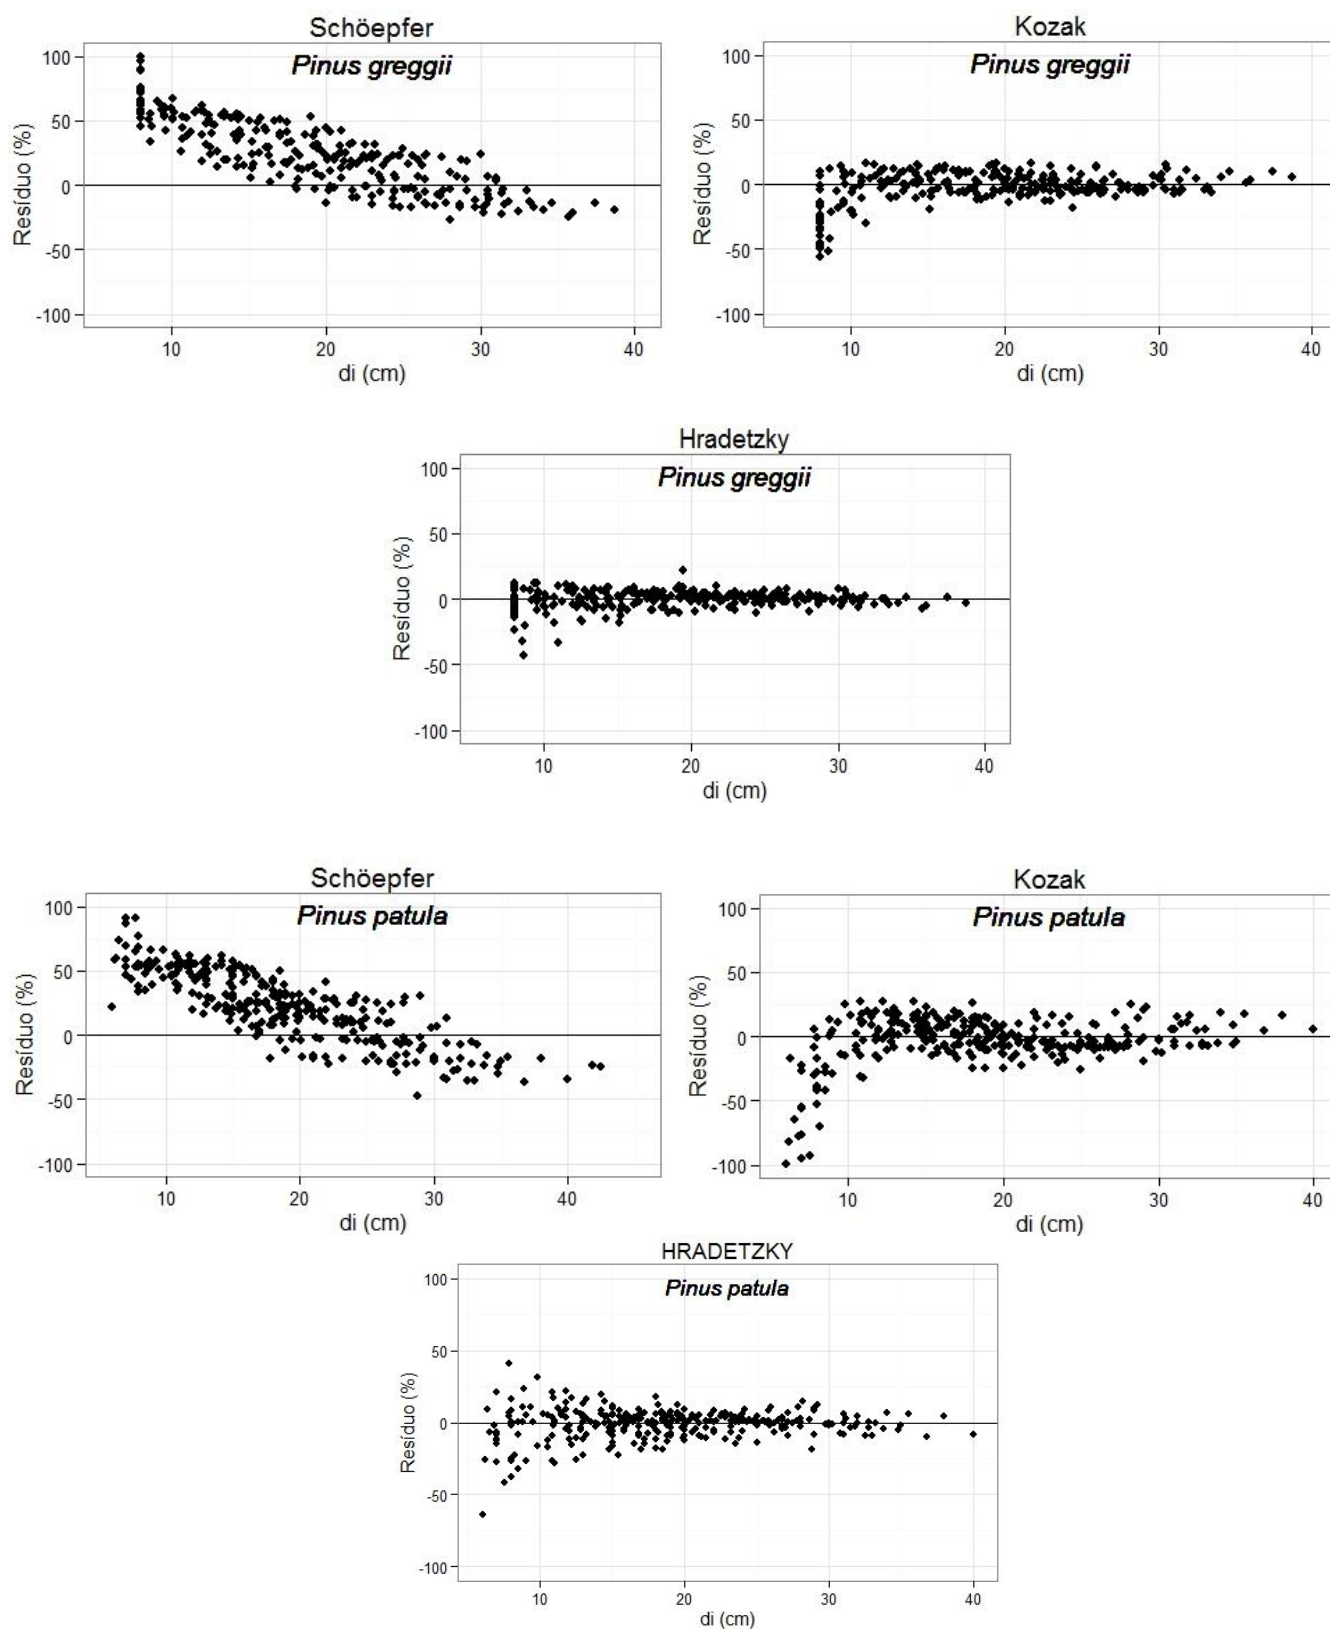 Schöepfer
Pinus greggii
100
50
0
-50
-100
Resíduo (%)
10 20 30 40
di (cm)
Kozak
Pinus greggii
100
50
0
-50
-100
Resíduo (%)
10 20 30 40
di (cm)
Hradetzky
Pinus greggii
100
50
0
-50
-100
Resíduo (%)
10 20 30 40
di (cm)
Schöepfer
Pinus patula
100
50
0
-50
-100
Resíduo (%)
10 20 30 40
di (cm)
Kozak
Pinus patula
100
50
0
-50
-100
Resíduo (%)
10 20 30 40
di (cm)
HRADETZKY
Pinus patula
100
50
0
-50
-100
Resíduo (%)
10 20 30 40
di (cm)